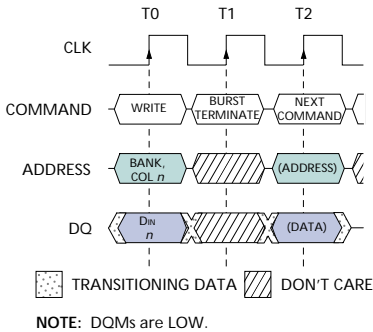 T0 T1 T2
CLK
COMMAND WRITE BURST TERMINATE NEXT COMMAND
ADDRESS BANK, COL n (ADDRESS)
DQ DIN n (DATA)
TRANSITIONING DATA DON'T CARE
NOTE: DQMs are LOW.